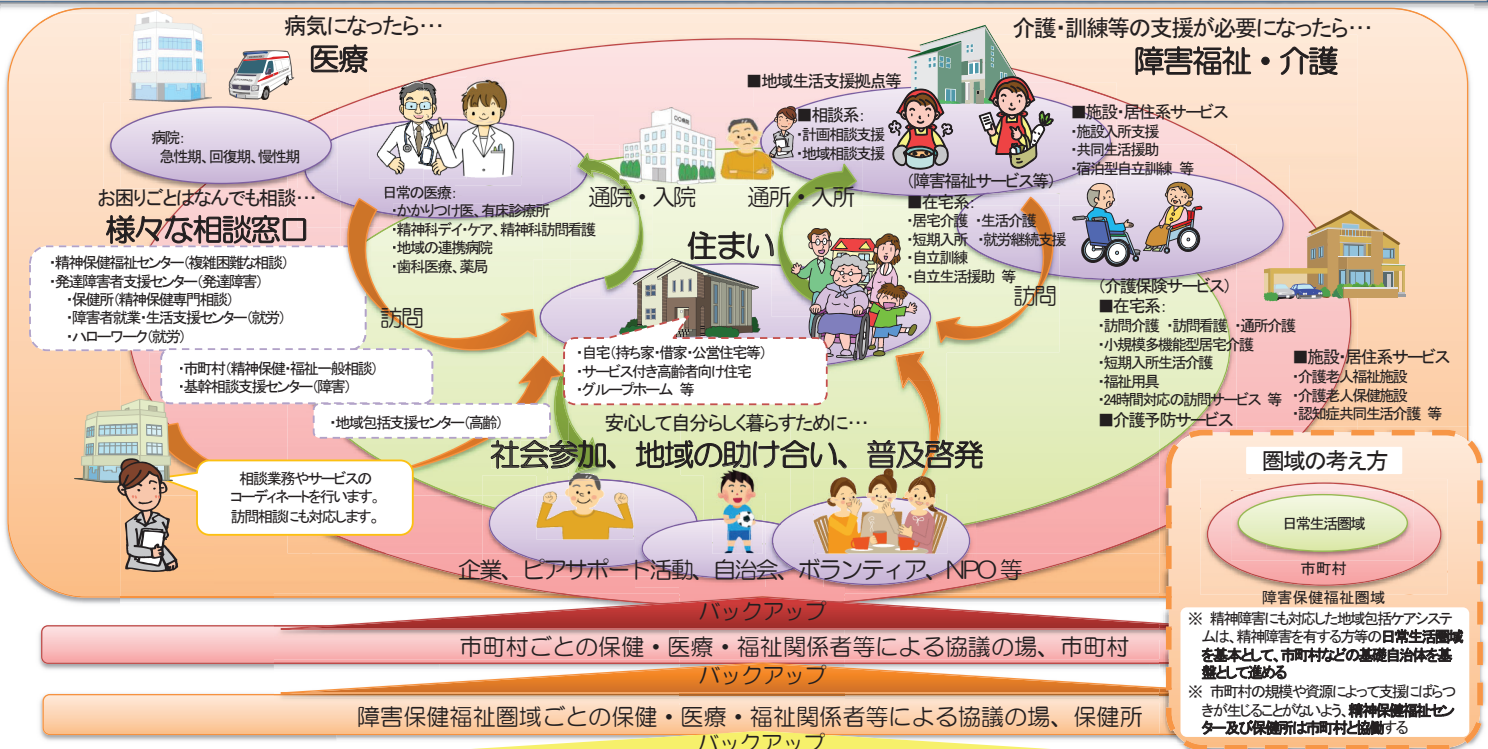 病気になったら…
医療
病院:
急性期、回復期、慢性期
日常の医療:
・かかりつけ医、有床診療所
・精神科デイ・ケア、精神科訪問看護
・地域の連携病院
・歯科医療、薬局
通院・入院
通所・入所
訪問
訪問
介護・訓練等の支援が必要になったら…
障害福祉・介護
■地域生活支援拠点等
■相談系:
・計画相談支援
・地域相談支援
■施設・居住系サービス
・施設入所支援
・共同生活援助
・宿泊型自立訓練 等
(障害福祉サービス等)
■在宅系:
・居宅介護 ・生活介護
・短期入所 ・就労継続支援
・自立訓練
・自立生活援助 等
(介護保険サービス)
■在宅系:
・訪問介護 ・訪問看護 ・通所介護
・小規模多機能型居宅介護
・短期入所生活介護
・福祉用具
・24時間対応の訪問サービス 等
■介護予防サービス
■施設・居住系サービス
・介護老人福祉施設
・介護老人保健施設
・認知症共同生活介護 等
お困りごとはなんでも相談…
様々な相談窓口
・精神保健福祉センター(複雑困難な相談)
・発達障害者支援センター(発達障害)
・保健所(精神保健専門相談)
・障害者就業・生活支援センター(就労)
・ハローワーク(就労)
・市町村(精神保健・福祉一般相談)
・基幹相談支援センター(障害)
・地域包括支援センター(高齢)
相談業務やサービスの
コーディネートを行います。
訪問相談にも対応します。
住まい
・自宅(持ち家・借家・公営住宅等)
・サービス付き高齢者向け住宅
・グループホーム 等
安心して自分らしく暮らすために…
社会参加、地域の助け合い、普及啓発
企業、ピアサポート活動、自治会、ボランティア、NPO 等
バックアップ
市町村ごとの保健・医療・福祉関係者等による協議の場、市町村
バックアップ
障害保健福祉圏域ごとの保健・医療・福祉関係者等による協議の場、保健所
バックアップ
圏域の考え方
日常生活圏域
市町村
障害保健福祉圏域
※ 精神障害にも対応した地域包括ケアシステ
ムは、精神障害を有する方等の日常生活圏域
を基本として、市町村などの基礎自治体を基
盤として進める
※ 市町村の規模や資源によって支援にばらつ
きが生じることがないよう、精神保健福祉セン
ター及び保健所は市町村と協働する